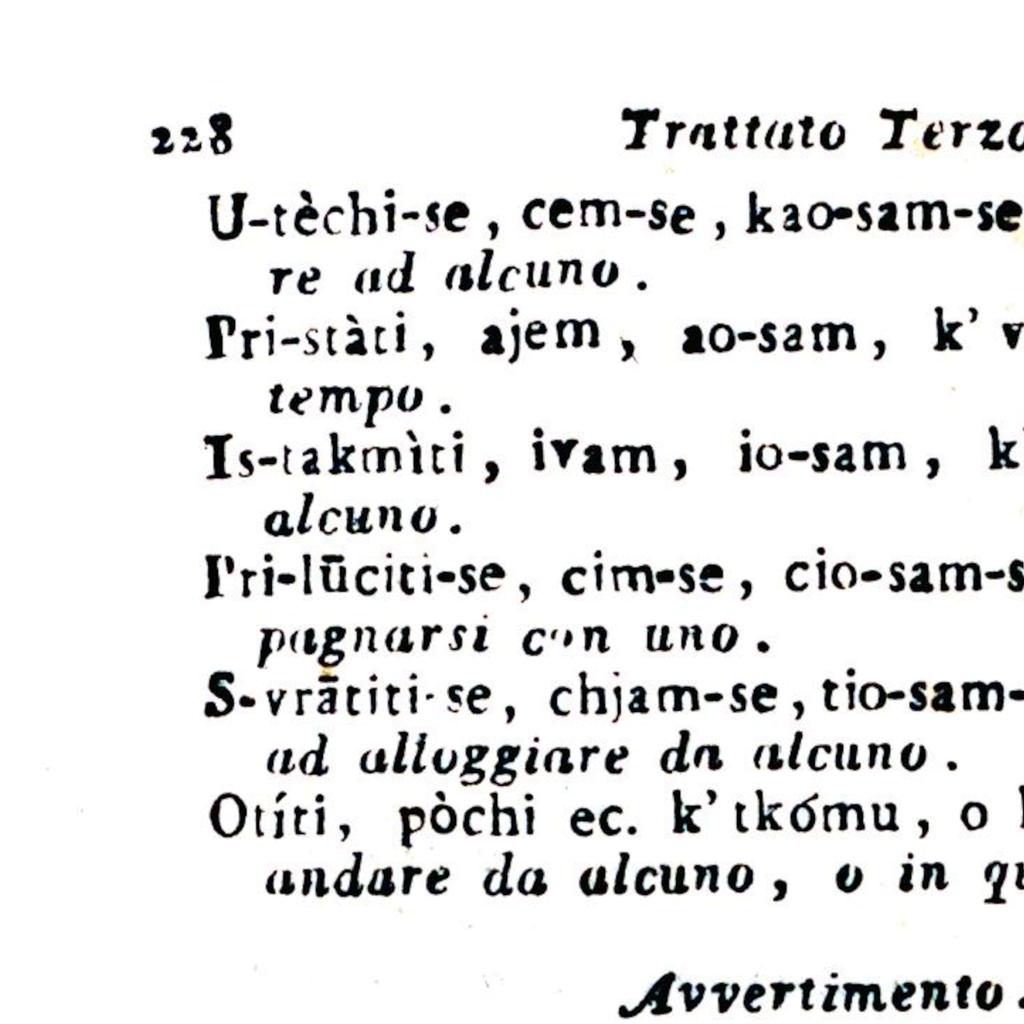 228 Trattato Terzo
U-tèchi-se, cem-se, kao-sam-se
re ad alcuno.
Pri-stàti, ajem, ao-sam, k' v
tempo.
Is-takmìti, ivam, io-sam, k'
alcuno.
Pri-lūciti-se, cim-se, cio-sam-s
pagnarsi con uno.
S-vrātiti-se, chjam-se, tio-sam-
ad alloggiare da alcuno.
Otíti, pòchi ec. k' tkómu, o
andare da alcuno, o in qu
Avvertimento.